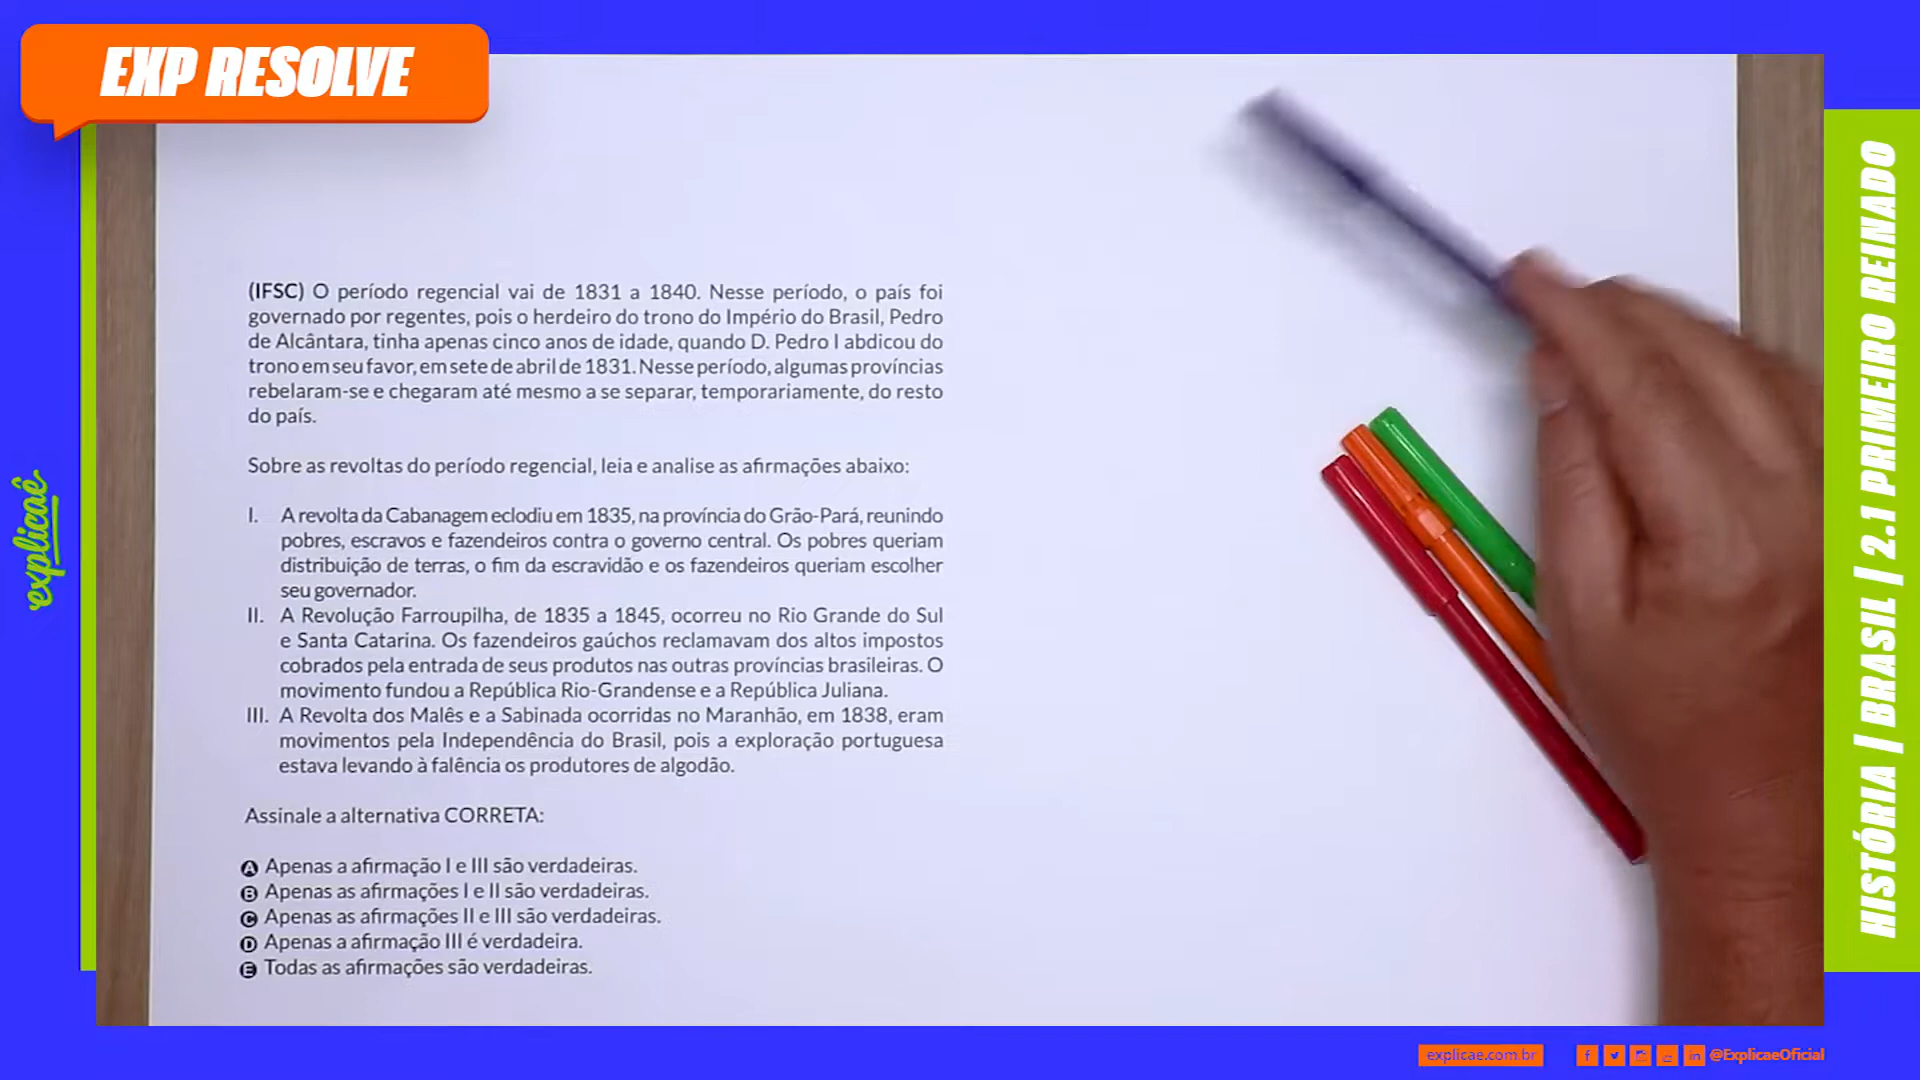 EXP RESOLVE
(IFSC) O período regencial vai de 1831 a 1840. Nesse período, o país foi
governado por regentes, pois o herdeiro do trono do Império do Brasil, Pedro
de Alcântara, tinha apenas cinco anos de idade, quando D. Pedro I abdicou do
trono em seu favor, em sete de abril de 1831. Nesse período, algumas províncias
rebelaram-se e chegaram até mesmo a se separar, temporariamente, do resto
do país.
Sobre as revoltas do período regencial, leia e analise as afirmações abaixo:
I. A revolta da Cabanagem eclodiu em 1835, na província do Grão-Pará, reunindo
pobres, escravos e fazendeiros contra o governo central. Os pobres queriam
distribuição de terras, o fim da escravidão e os fazendeiros queriam escolher
seu governador.
II. A Revolução Farroupilha, de 1835 a 1845, ocorreu no Rio Grande do Sul
e Santa Catarina. Os fazendeiros gaúchos reclamavam dos altos impostos
cobrados pela entrada de seus produtos nas outras províncias brasileiras. O
movimento fundou a República Rio-Grandense e a República Juliana.
III. A Revolta dos Malês e a Sabinada ocorridas no Maranhão, em 1838, eram
movimentos pela Independência do Brasil, pois a exploração portuguesa
estava levando à falência os produtores de algodão.
Assinale a alternativa CORRETA:
A Apenas a afirmação I e III são verdadeiras.
B Apenas as afirmações I e II são verdadeiras.
C Apenas as afirmações II e III são verdadeiras.
D Apenas a afirmação III é verdadeira.
E Todas as afirmações são verdadeiras.
explicaê
HISTÓRIA | BRASIL | 2.1 PRIMEIRO REINADO
explicae.com.br
@ExplicaeOficial